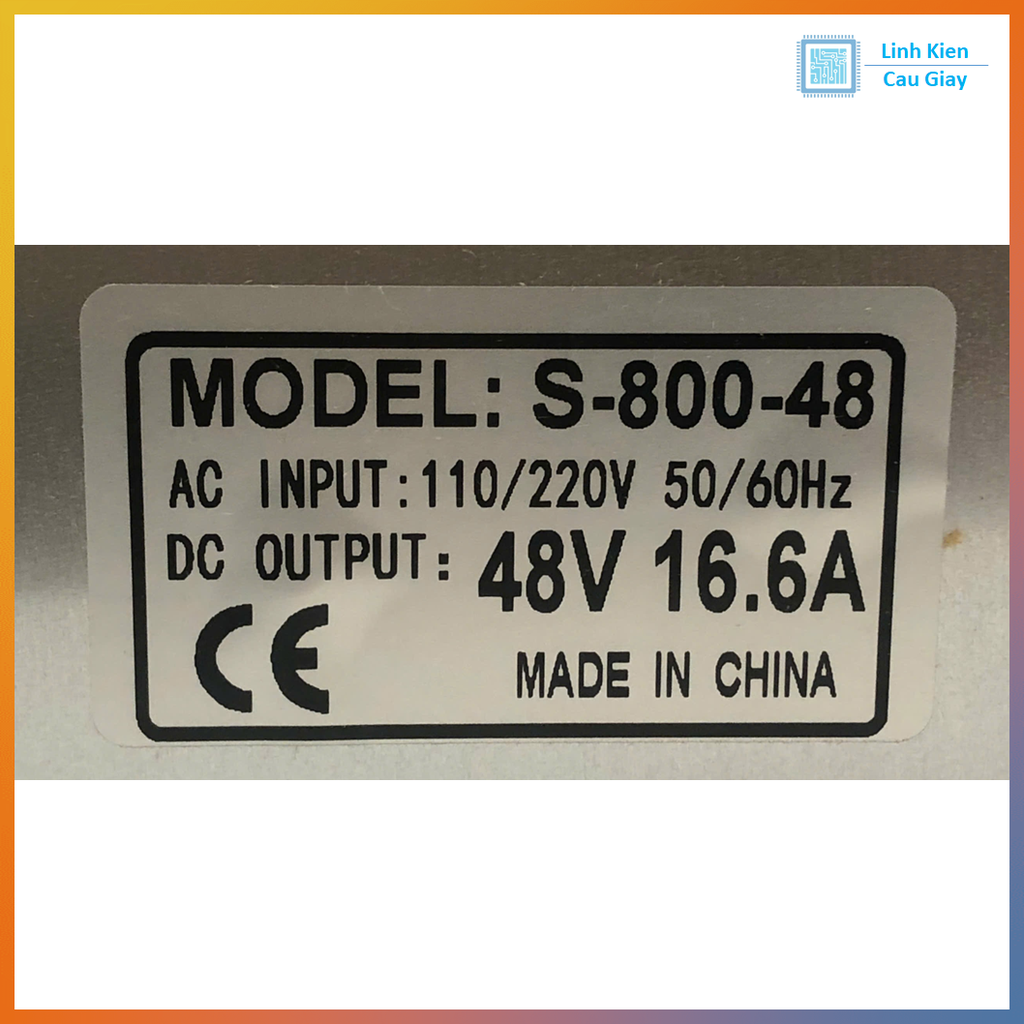 Linh Kien
Cau Giay
MODEL: S-800-48
AC INPUT:110/220V 50/60Hz
DC OUTPUT: 48V 16.6A
CE
MADE IN CHINA